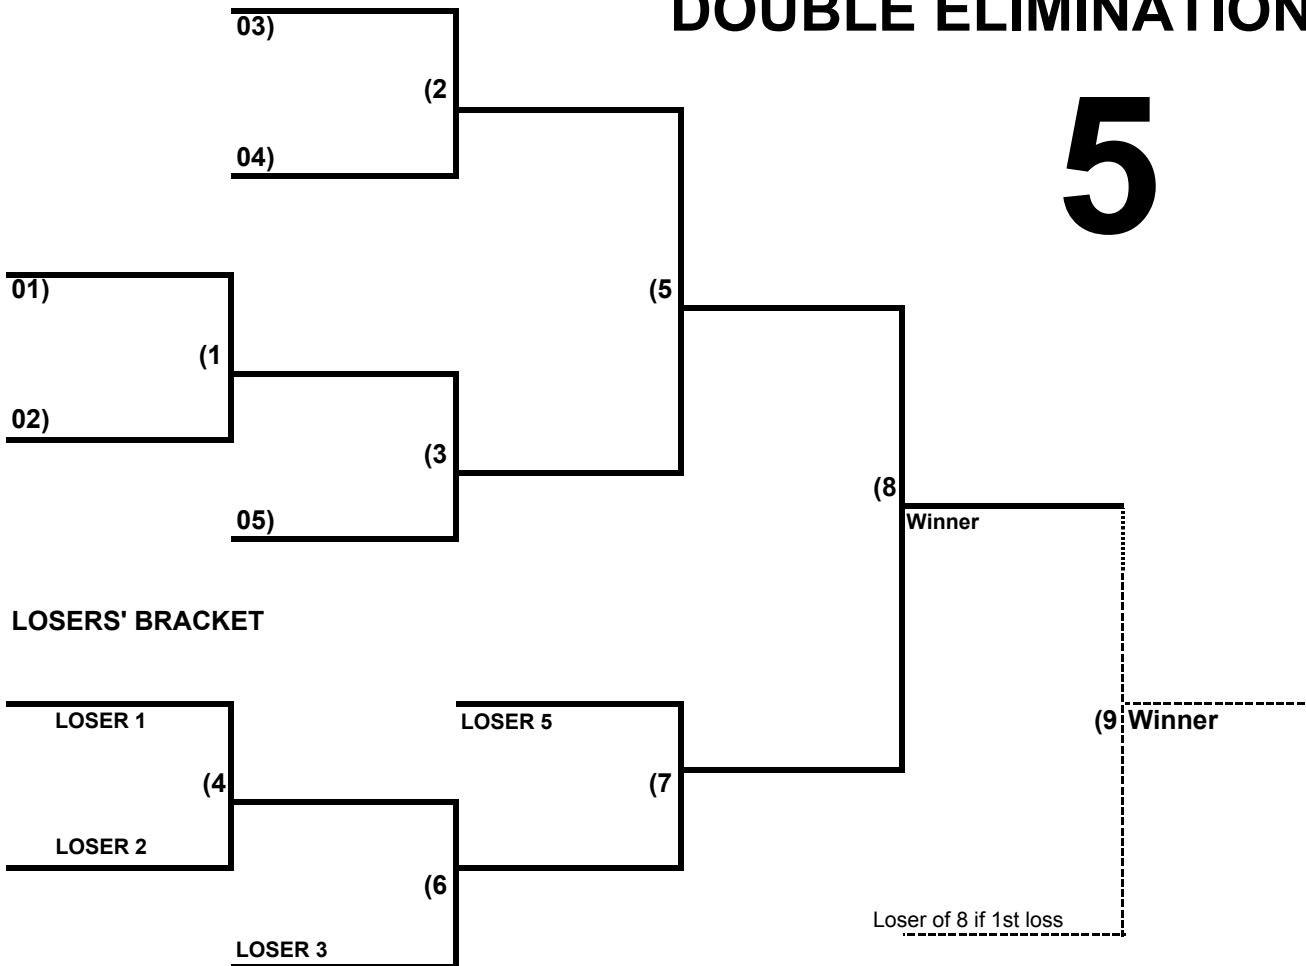 DOUBLE ELIMINATION
5
03)
(2
04)
01)
(5
(1
02)
(3
(8
05)
Winner
LOSERS' BRACKET
LOSER 1
LOSER 5
(9 Winner
(4
(7
LOSER 2
(6
Loser of 8 if 1st loss
LOSER 3